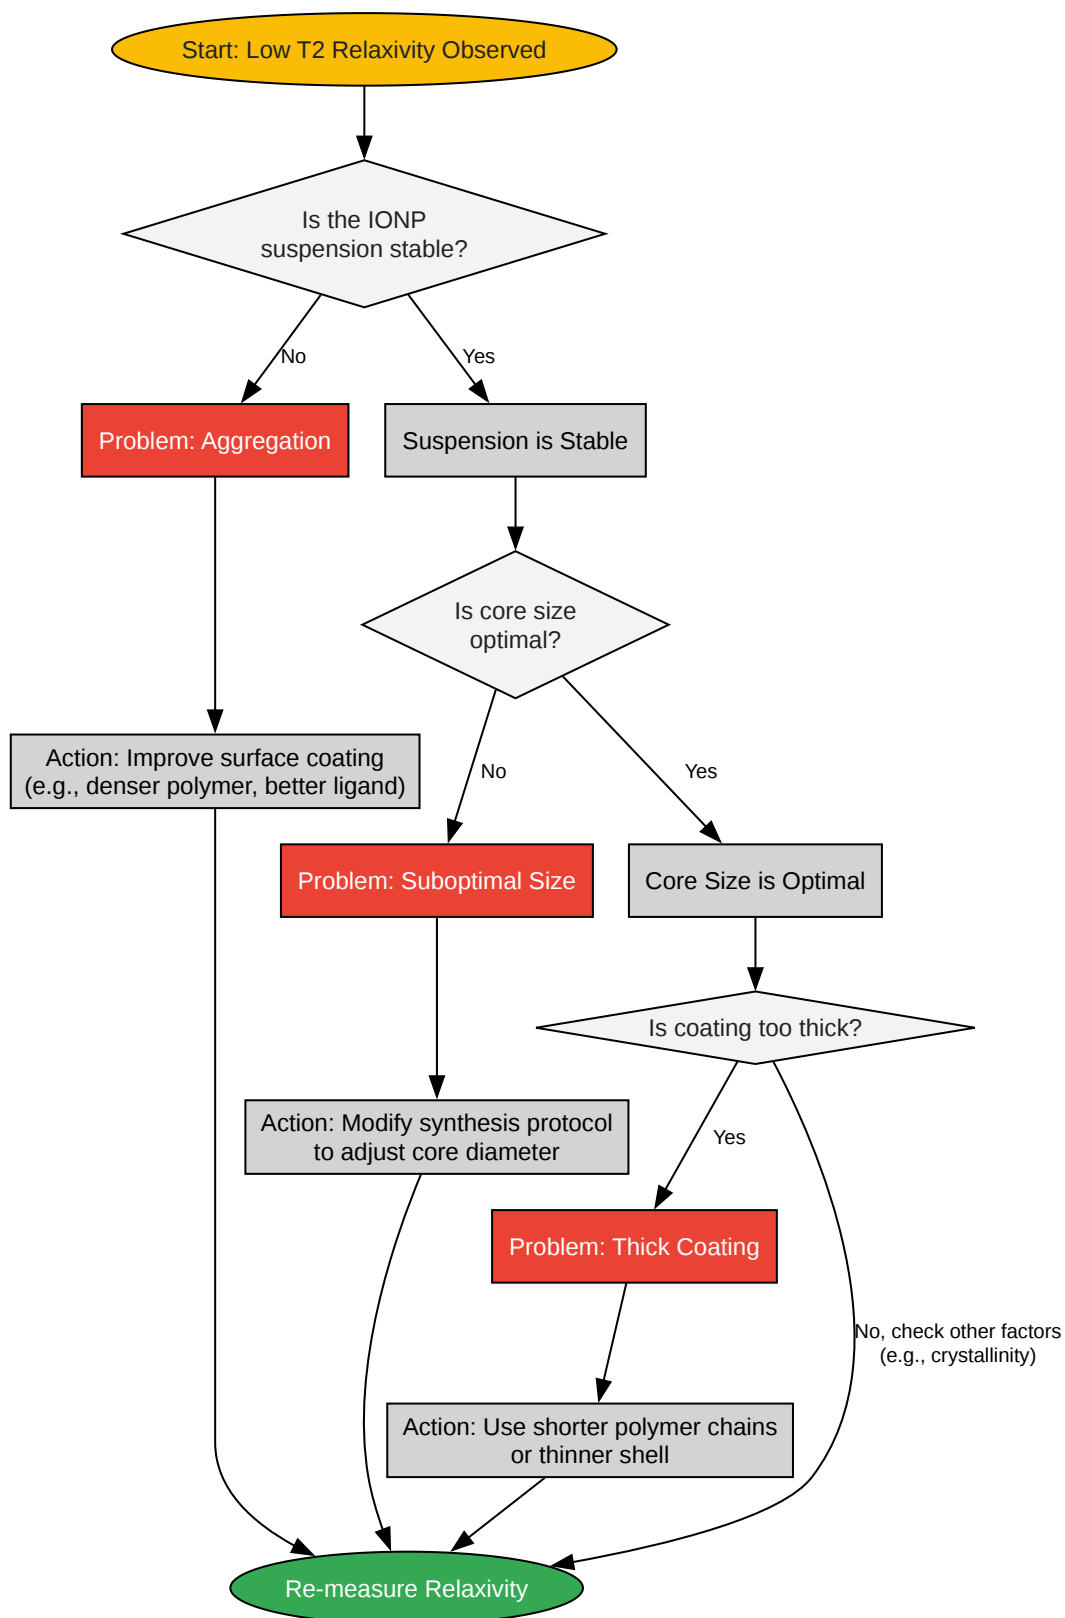 Start: Low T2 Relaxivity Observed
Is the IONP
suspension stable?
No
Yes
Problem: Aggregation
Suspension is Stable
Is core size
optimal?
Action: Improve surface coating
(e.g., denser polymer, better ligand)
No
Yes
Problem: Suboptimal Size
Core Size is Optimal
Is coating too thick?
Action: Modify synthesis protocol
to adjust core diameter
Yes
Problem: Thick Coating
No, check other factors
(e.g., crystallinity)
Action: Use shorter polymer chains
or thinner shell
Re-measure Relaxivity